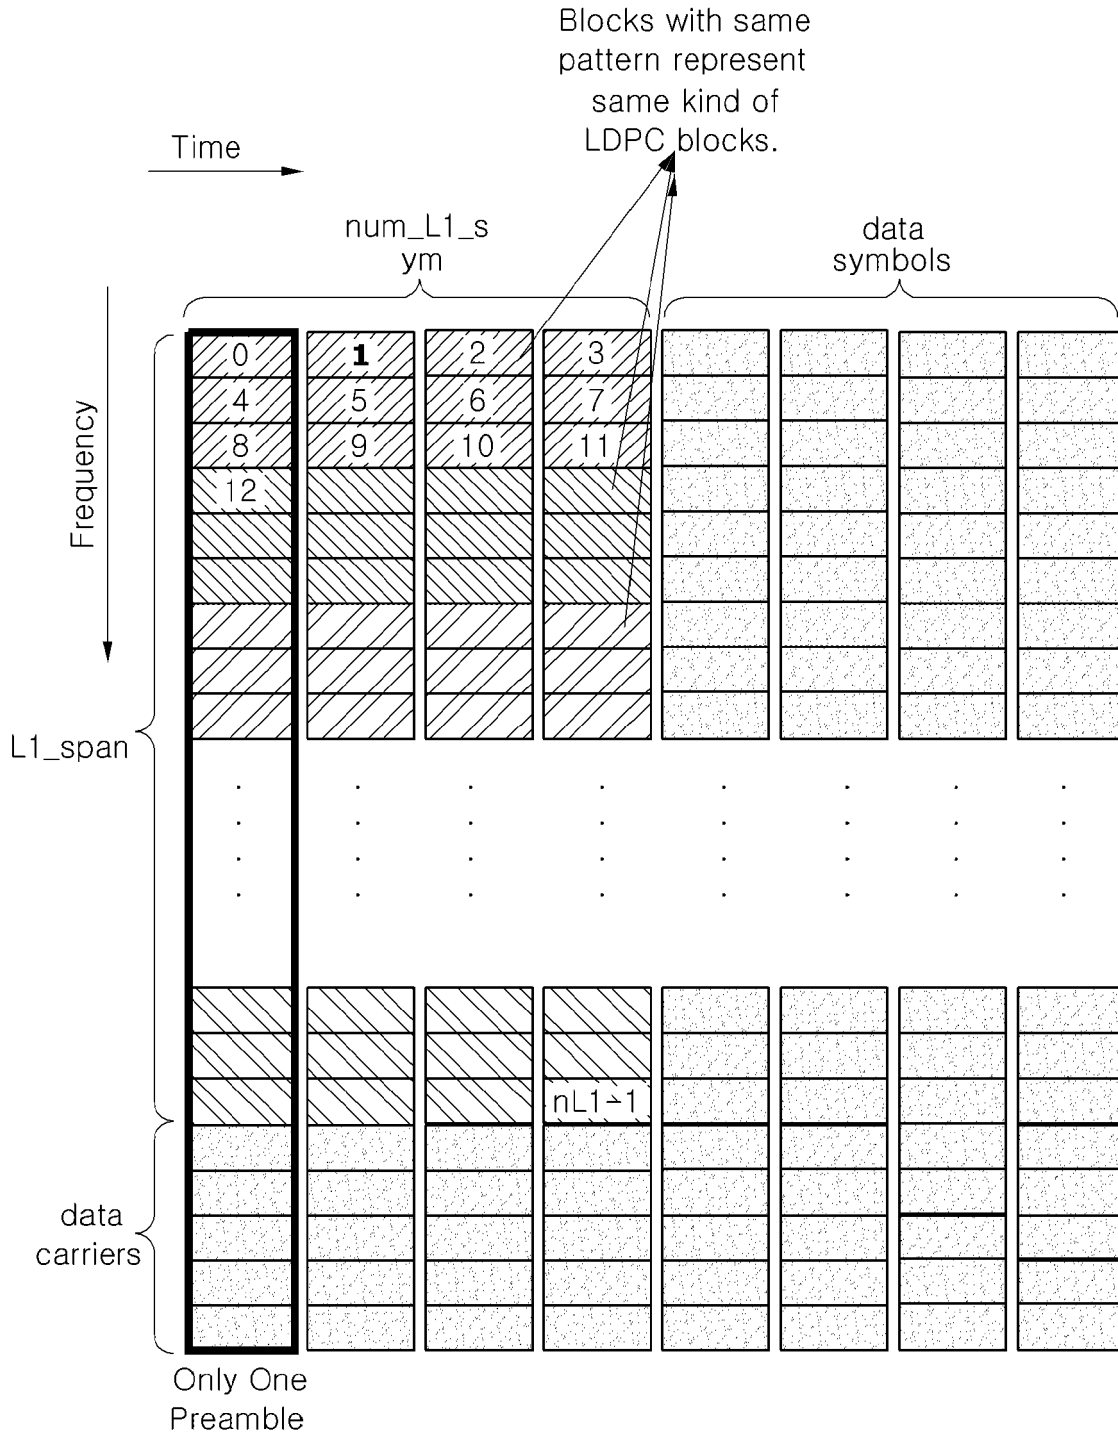 Blocks with same
pattern represent
same kind of
LDPC blocks.
Time
num_L1_s
ym
data
symbols
Frequency
0 1 2 3
4 5 6 7
8 9 10 11
12
L1_span
nL1-1
data
carriers
Only One
Preamble